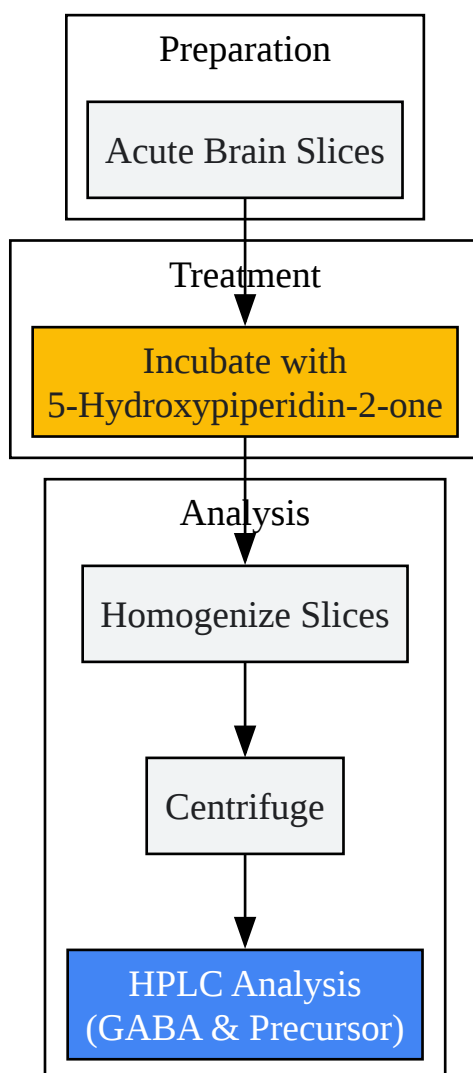 Preparation
Acute Brain Slices
Treatment
Incubate with
5-Hydroxypiperidin-2-one
Analysis
Homogenize Slices
Centrifuge
HPLC Analysis
(GABA & Precursor)